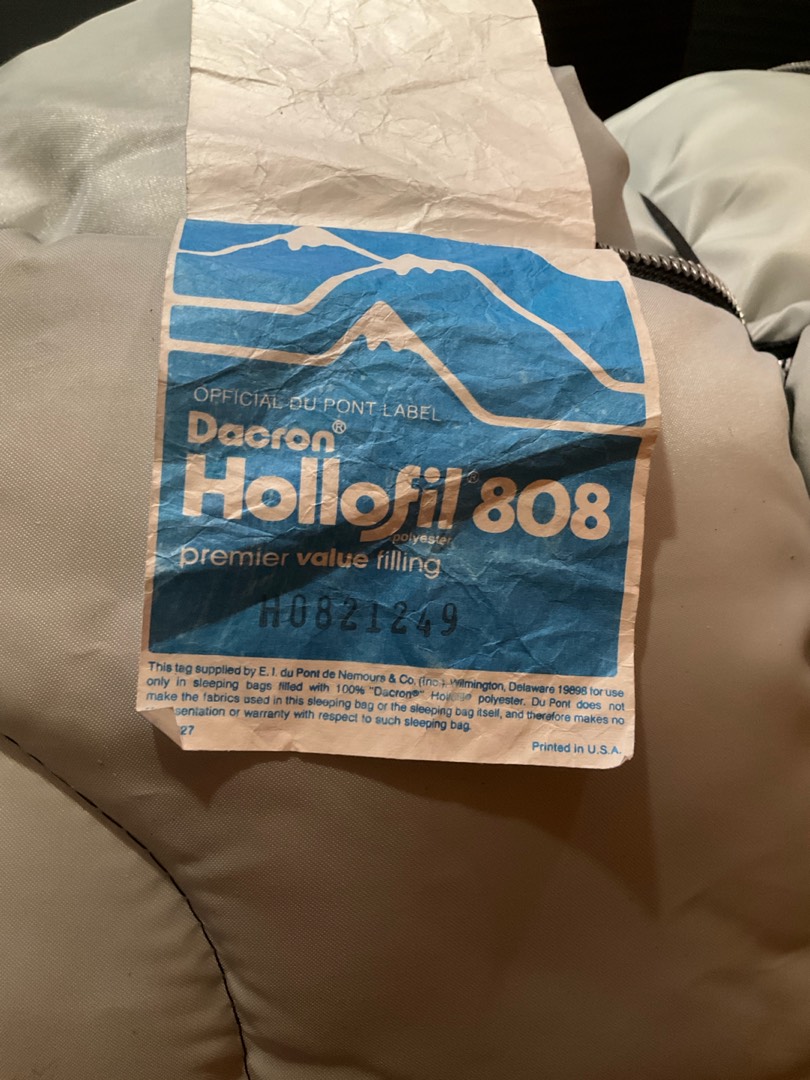 OFFICIAL DU PONT LABEL
Dacron®
Hollofil® 808
polyester
premier value filling
H0821249
This tag supplied by E. I. du Pont de Nemours & Co. (Inc.) Wilmington, Delaware 19898 for use
only in sleeping bags filled with 100% "Dacron®" polyester. Du Pont does not
make the fabrics used in this sleeping bag or the sleeping bag itself, and therefore makes no
sentation or warranty with respect to such sleeping bag.
27
Printed in U.S.A.